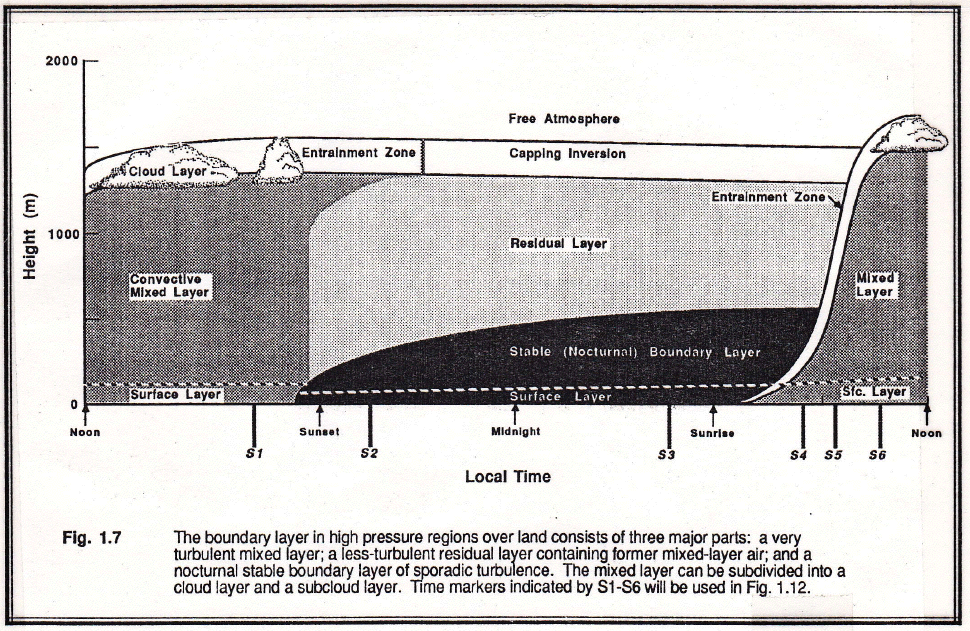 2000
Free Atmosphere
Entrainment Zone
Capping Inversion
Cloud Layer
Entrainment Zone
1000
Height (m)
Residual Layer
Convective
Mixed Layer
Mixed
Layer
Stable (Nocturnal) Boundary Layer
Surface Layer
Surface Layer
Sfc. Layer
0
Noon
Sunset
Midnight
Sunrise
Noon
S1
S2
S3
S4
S5
S6
Local Time
Fig. 1.7
The boundary layer in high pressure regions over land consists of three major parts: a very
turbulent mixed layer; a less-turbulent residual layer containing former mixed-layer air; and a
nocturnal stable boundary layer of sporadic turbulence. The mixed layer can be subdivided into a
cloud layer and a subcloud layer. Time markers indicated by S1-S6 will be used in Fig. 1.12.